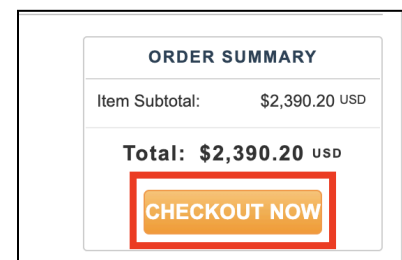 ORDER SUMMARY
Item Subtotal: $2,390.20 USD
Total: $2,390.20 USD
CHECKOUT NOW